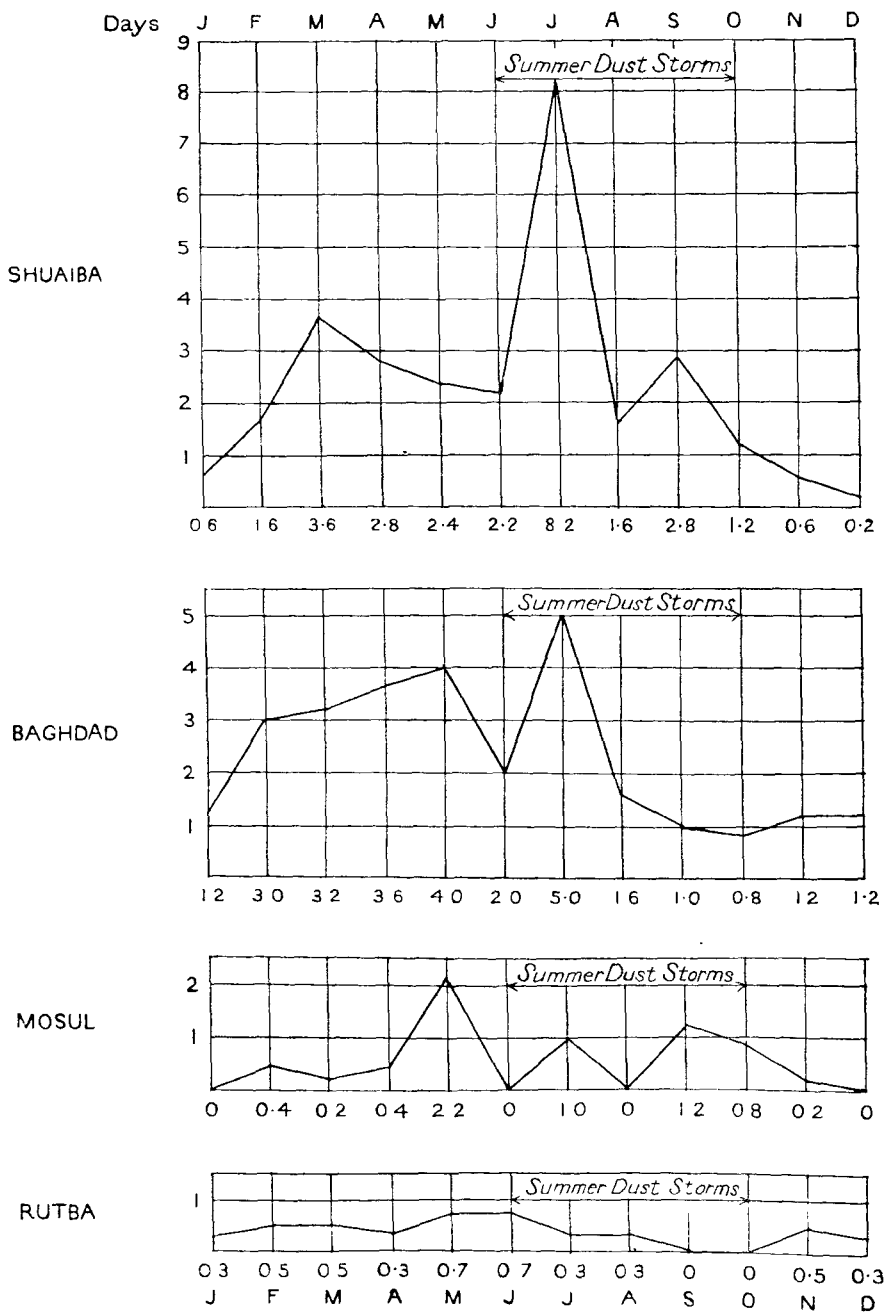 Days J F M A M J J A S O N D
9
Summer Dust Storms
8
7
6
5
SHUAIBA
4
3
2
1
0.6 1.6 3.6 2.8 2.4 2.2 8 2 1.6 2.8 1.2 0.6 0.2
Summer Dust Storms
5
4
3
BAGHDAD
2
1
1 2 3 0 3 2 3 6 4 0 2 0 5.0 1 6 1.0 0.8 1 2 1.2
Summer Dust Storms
2
MOSUL
1
0 0.4 0.2 0.4 2 2 0 1 0 0 1 2 0 8 0 2 0
Summer Dust Storms
1
RUTBA
0 3 0.5 0.5 0.3 0.7 0 7 0 3 0 3 0 0 0.5 0.3
J F M A M J J A S O N D